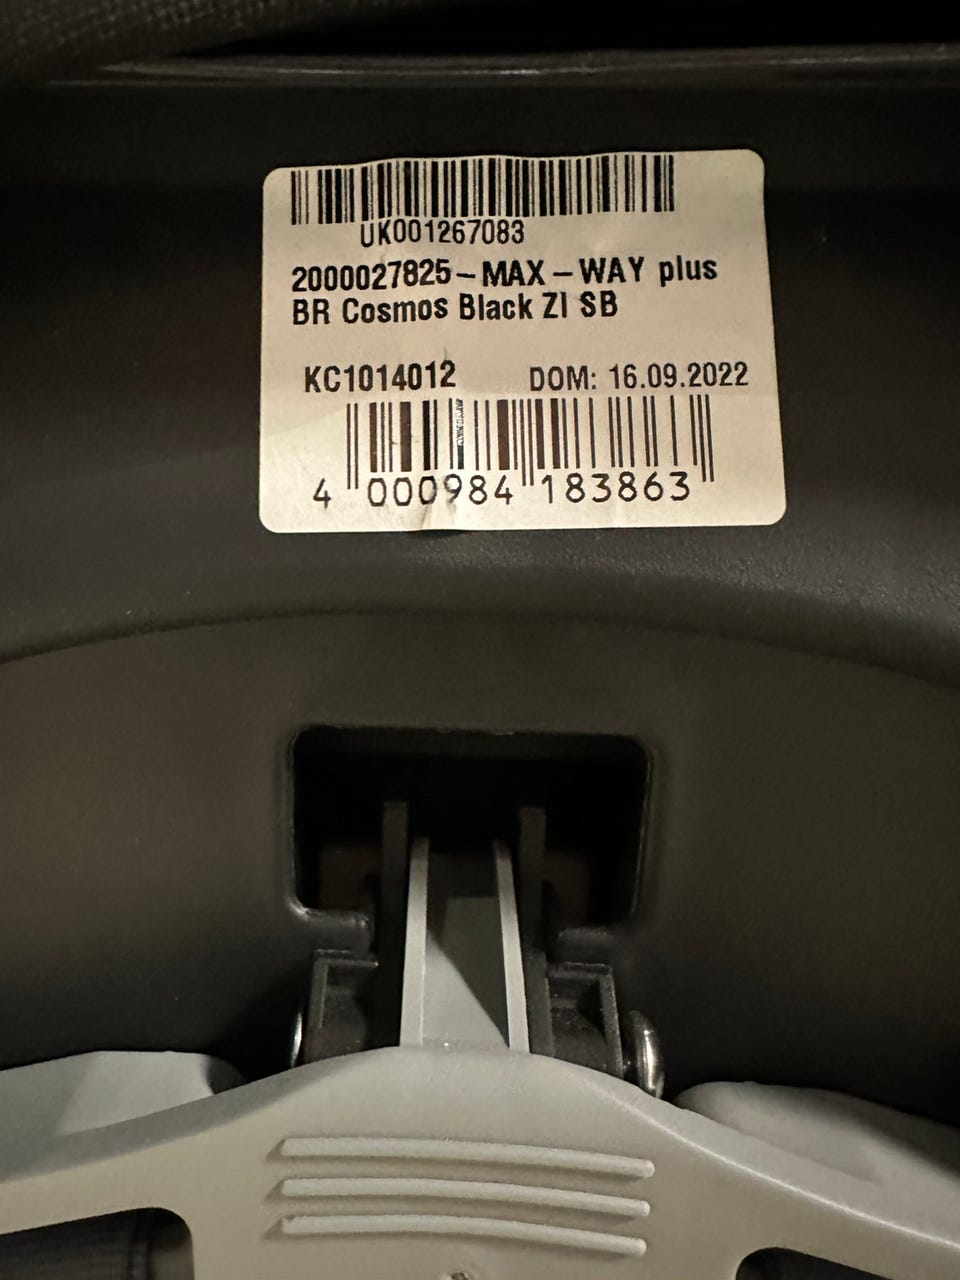 UK001267083
2000027825-MAX-WAY plus
BR Cosmos Black ZI SB
KC1014012 DOM: 16.09.2022
4 000984 183863